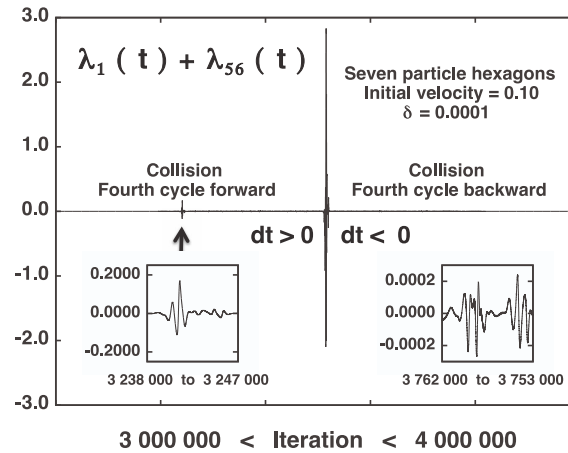 3.0
2.0
1.0
0.0
-1.0
-2.0
-3.0
λ₁ ( t ) + λ₅₆ ( t )
Seven particle hexagons
Initial velocity = 0.10
δ = 0.0001
Collision
Fourth cycle forward
Collision
Fourth cycle backward
dt > 0
dt < 0
0.2000
0.0000
-0.2000
3 238 000 to 3 247 000
0.0002
0.0000
-0.0002
3 762 000 to 3 753 000
3 000 000 < Iteration < 4 000 000